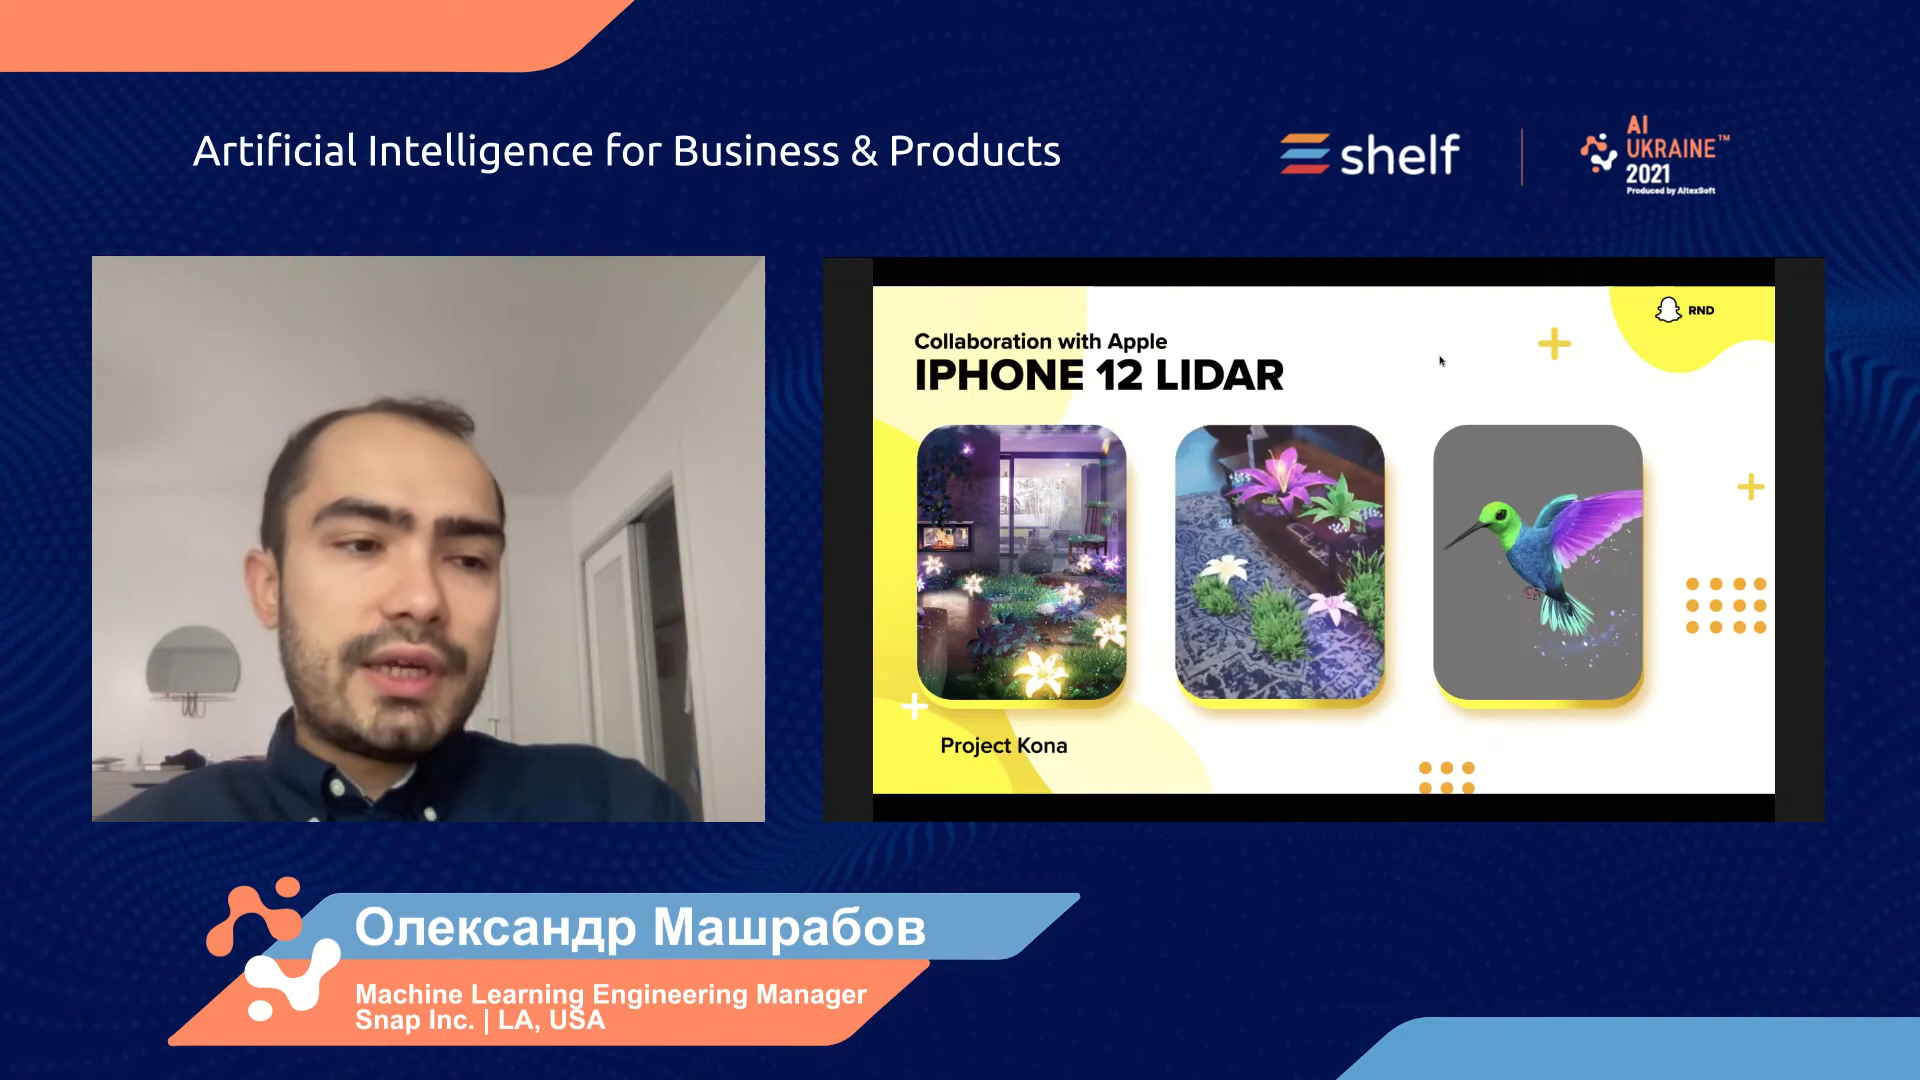 Artificial Intelligence for Business & Products
shelf
AI
UKRAINE™
2021
Produced by AltexSoft
RND
Collaboration with Apple
IPHONE 12 LIDAR
Project Kona
Олександр Машрабов
Machine Learning Engineering Manager
Snap Inc. | LA, USA